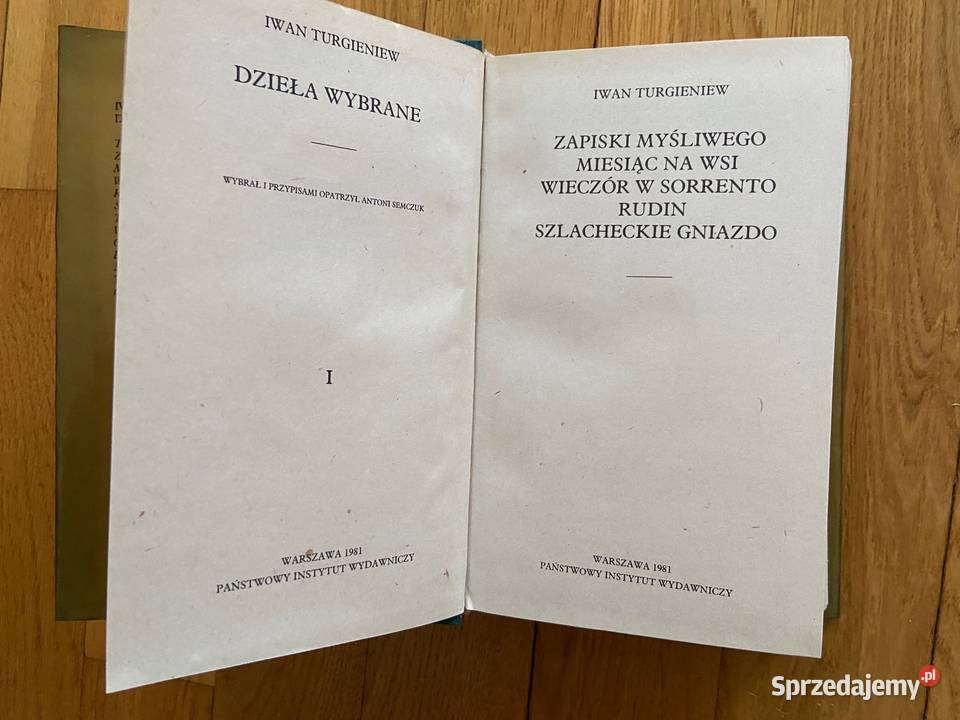 IWAN TURGIENIEW
DZIEŁA WYBRANE
WYBRAŁ I PRZYPISAMI OPATRZYŁ ANTONI SEMCZUK
I
WARSZAWA 1981
PAŃSTWOWY INSTYTUT WYDAWNICZY
IWAN TURGIENIEW
ZAPISKI MYŚLIWEGO
MIESIĄC NA WSI
WIECZÓR W SORRENTO
RUDIN
SZLACHECKIE GNIAZDO
WARSZAWA 1981
PAŃSTWOWY INSTYTUT WYDAWNICZY
Sprzedajemy.pl